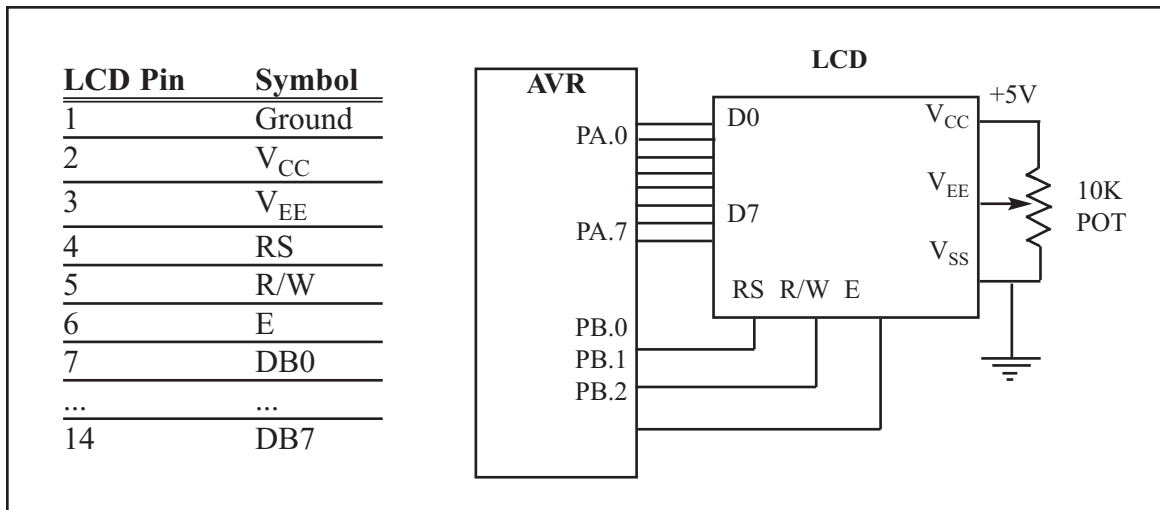 LCD Pin Symbol
1 Ground
2 VCC
3 VEE
4 RS
5 R/W
6 E
7 DB0
... ...
14 DB7
AVR
PA.0
PA.7
PB.0
PB.1
PB.2
LCD
D0
D7
RS R/W E
VCC
VEE
VSS
+5V
10K
POT